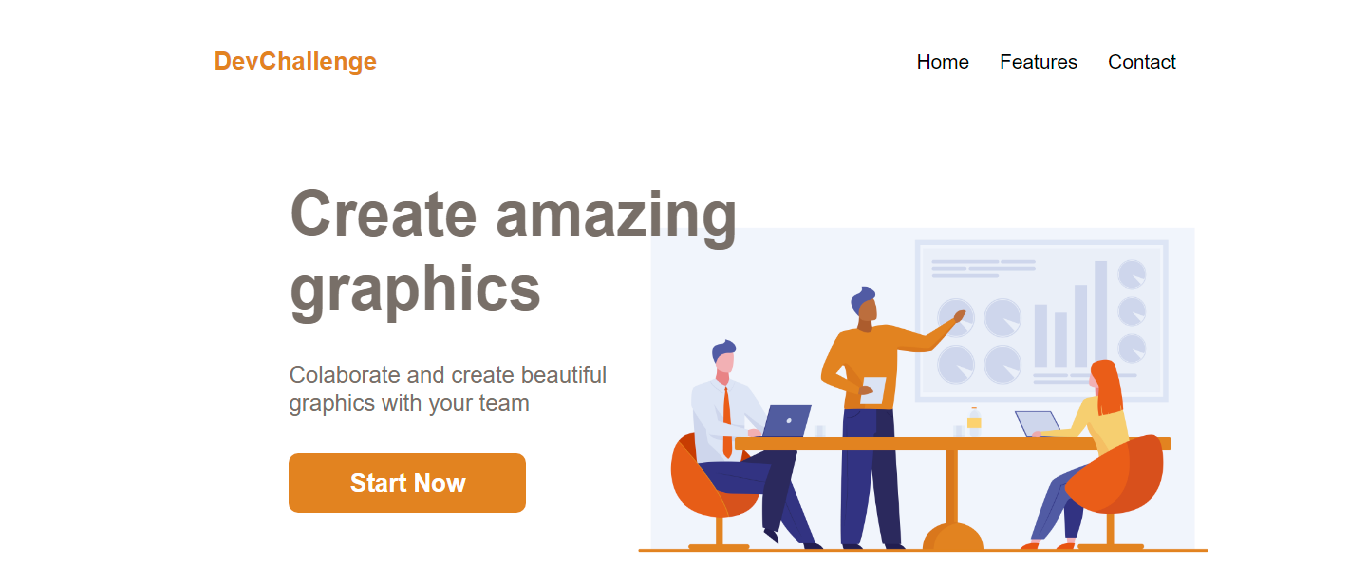 DevChallenge
Home Features Contact
Create amazing
graphics
Colaborate and create beautiful
graphics with your team
Start Now